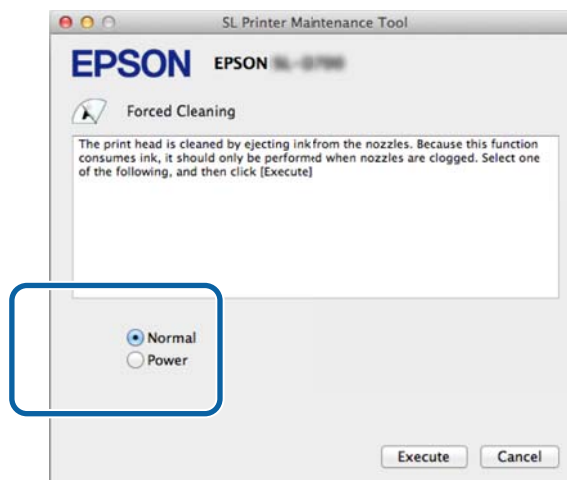 SL Printer Maintenance Tool
EPSON EPSON
Forced Cleaning
The print head is cleaned by ejecting ink from the nozzles. Because this function
consumes ink, it should only be performed when nozzles are clogged. Select one
of the following, and then click [Execute]
Normal
Power
Execute Cancel